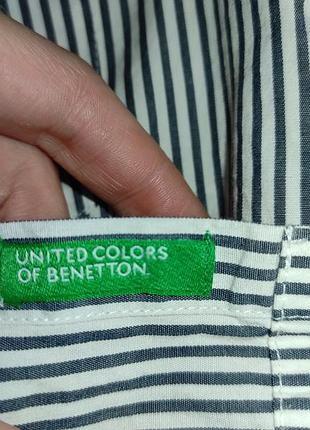 UNITED COLORS
OF BENETTON.